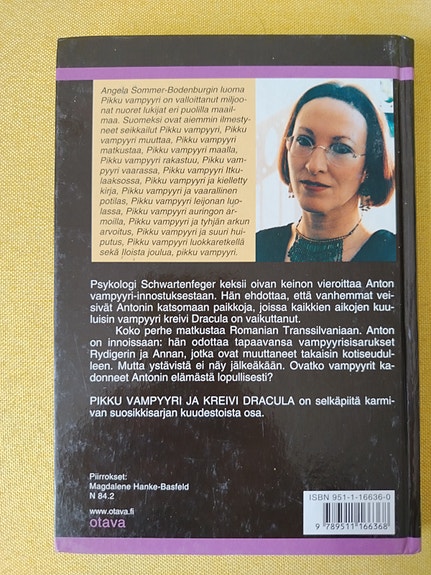 Angela Sommer-Bodenburgin luoma
Pikku vampyyri on valloittanut miljoo-
nat nuoret lukijat eri puolilla maail-
maa. Suomeksi ovat aiemmin ilmesty-
neet seikkailut Pikku vampyyri, Pikku
vampyyri muuttaa, Pikku vampyyri
matkustaa, Pikku vampyyri maalla,
Pikku vampyyri rakastuu, Pikku vam-
pyyri vaarassa, Pikku vampyyri Itku-
laaksossa, Pikku vampyyri ja kielletty
kirja, Pikku vampyyri ja vaarallinen
potilas, Pikku vampyyri leijonan luo-
lassa, Pikku vampyyri auringon ar-
moilla, Pikku vampyyri ja tyhjän arkun
arvoitus, Pikku vampyyri ja suuri hui-
putus, Pikku vampyyri luokkaretkellä
sekä Iloista joulua, pikku vampyyri.
Psykologi Schwartenfeger keksii oivan keinon vieroittaa Anton
vampyyri-innostuksestaan. Hän ehdottaa, että vanhemmat vei-
sivät Antonin katsomaan paikkoja, joissa kaikkien aikojen kuu-
luisin vampyyri kreivi Dracula on vaikuttanut.
Koko perhe matkustaa Romanian Transsilvaniaan. Anton
on innoissaan: hän odottaa tapaavansa vampyyrisisarukset
Rydigerin ja Annan, jotka ovat muuttaneet takaisin kotiseudul-
leen. Mutta ystävistä ei näy jälkeäkään. Ovatko vampyyrit ka-
donneet Antonin elämästä lopullisesti?
PIKKU VAMPYYRI JA KREIVI DRACULA on selkäpiitä karmi-
van suosikkisarjan kuudestoista osa.
Piirrokset:
Magdalene Hanke-Basfeld
N 84.2
www.otava.fi
otava
ISBN 951-1-16636-0
9 789511 166368